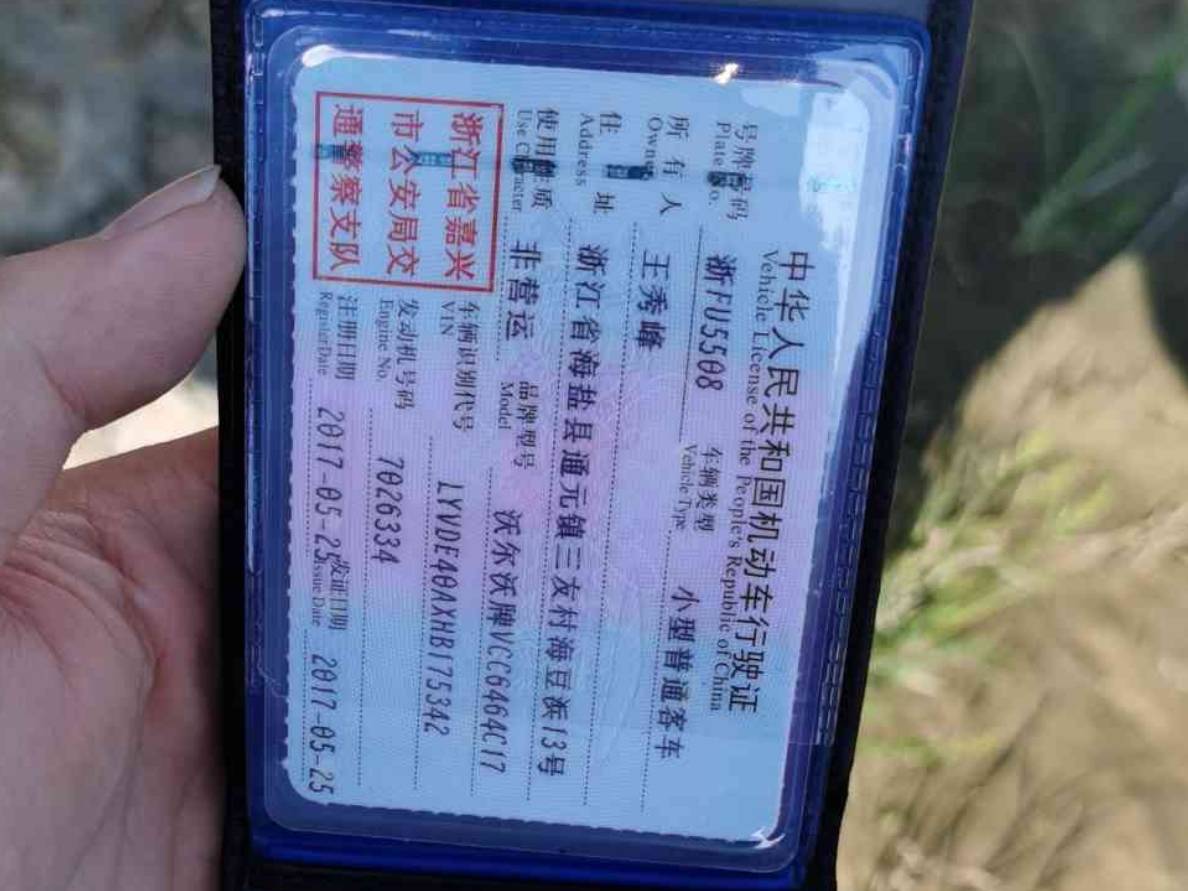 中华人民共和国机动车行驶证
Vehicle License of the People's Republic of China
号牌号码 浙FU5508 车辆类型 小型普通客车
Plate No. Vehicle Type
所有人 王秀峰
Owner
住址 浙江省海盐县通元镇三友村海豆浜13号
Address
使用性质 非营运 品牌型号 沃尔沃牌VCC6464C17
Use Character Model
浙江省嘉兴
市公安局交
通警察支队
车辆识别代号 LYVDE40AXHB175342
VIN
发动机号码 7026334
Engine No.
注册日期 2017-05-25 发证日期 2017-05-25
Register Date Issue Date